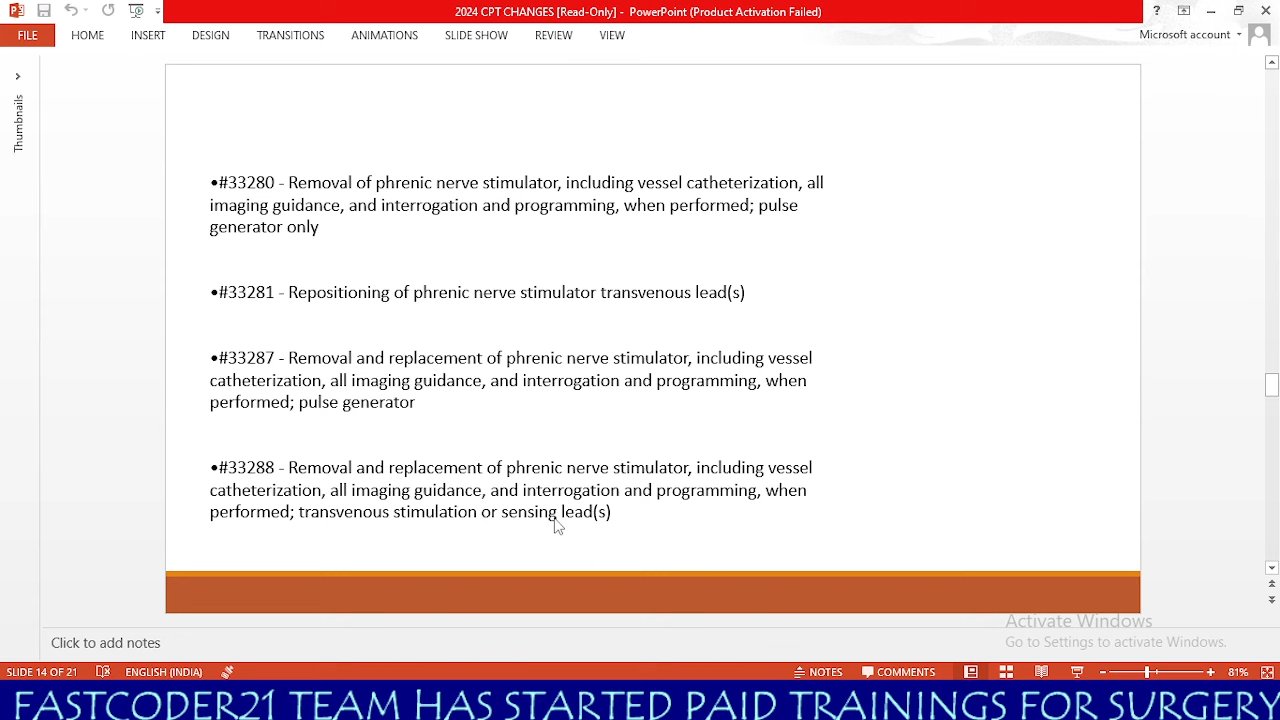 2024 CPT CHANGES [Read-Only] - PowerPoint (Product Activation Failed)
?
FILE HOME INSERT DESIGN TRANSITIONS ANIMATIONS SLIDE SHOW REVIEW VIEW Microsoft account
Thumbnails
•#33280 - Removal of phrenic nerve stimulator, including vessel catheterization, all
imaging guidance, and interrogation and programming, when performed; pulse
generator only
•#33281 - Repositioning of phrenic nerve stimulator transvenous lead(s)
•#33287 - Removal and replacement of phrenic nerve stimulator, including vessel
catheterization, all imaging guidance, and interrogation and programming, when
performed; pulse generator
•#33288 - Removal and replacement of phrenic nerve stimulator, including vessel
catheterization, all imaging guidance, and interrogation and programming, when
performed; transvenous stimulation or sensing lead(s)
Activate Windows
Go to Settings to activate Windows.
Click to add notes
SLIDE 14 OF 21 ENGLISH (INDIA) NOTES COMMENTS 81%
FASTCODER21 TEAM HAS STARTED PAID TRAININGS FOR SURGERY